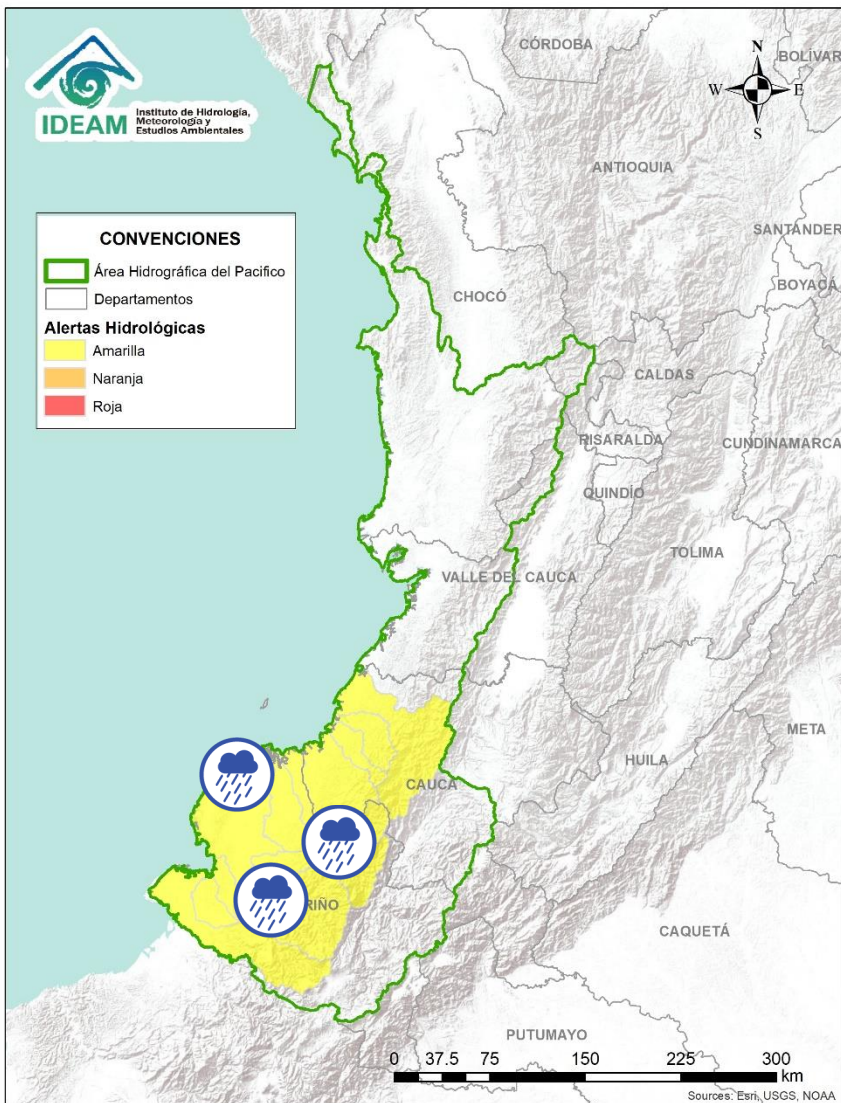 IDEAM
Instituto de Hidrología,
Meteorología y
Estudios Ambientales
CÓRDOBA
BOLÍVAR
N
W
E
S
ANTIOQUIA
SANTANDER
BOYACÁ
CONVENCIONES
Área Hidrográfica del Pacifico
Departamentos
Alertas Hidrológicas
Amarilla
Naranja
Roja
CHOCÓ
CALDAS
RISARALDA
CUNDINAMARCA
QUINDÍO
TOLIMA
VALLE DEL CAUCA
META
HUILA
CAUCA
RIÑO
CAQUETÁ
PUTUMAYO
0 37.5 75 150 225 300
km
Sources: Esri, USGS, NOAA